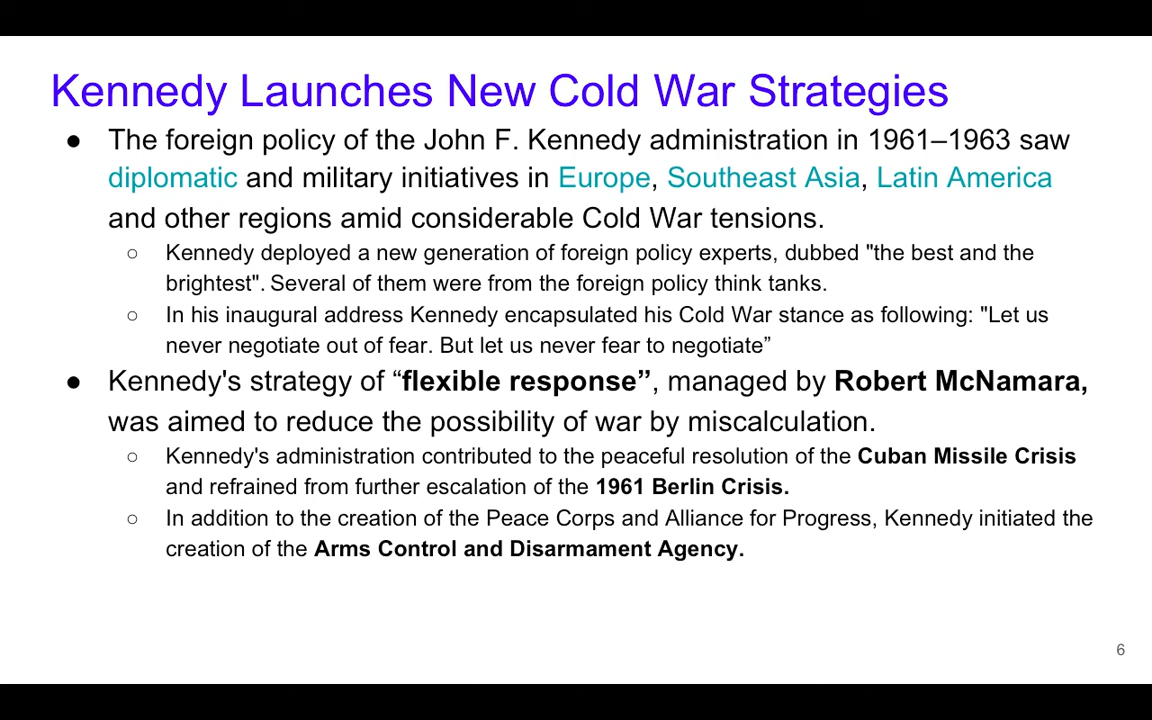 Kennedy Launches New Cold War Strategies
● The foreign policy of the John F. Kennedy administration in 1961–1963 saw
diplomatic and military initiatives in Europe, Southeast Asia, Latin America
and other regions amid considerable Cold War tensions.
○ Kennedy deployed a new generation of foreign policy experts, dubbed "the best and the
brightest". Several of them were from the foreign policy think tanks.
○ In his inaugural address Kennedy encapsulated his Cold War stance as following: "Let us
never negotiate out of fear. But let us never fear to negotiate”
● Kennedy's strategy of “flexible response”, managed by Robert McNamara,
was aimed to reduce the possibility of war by miscalculation.
○ Kennedy's administration contributed to the peaceful resolution of the Cuban Missile Crisis
and refrained from further escalation of the 1961 Berlin Crisis.
○ In addition to the creation of the Peace Corps and Alliance for Progress, Kennedy initiated the
creation of the Arms Control and Disarmament Agency.
6